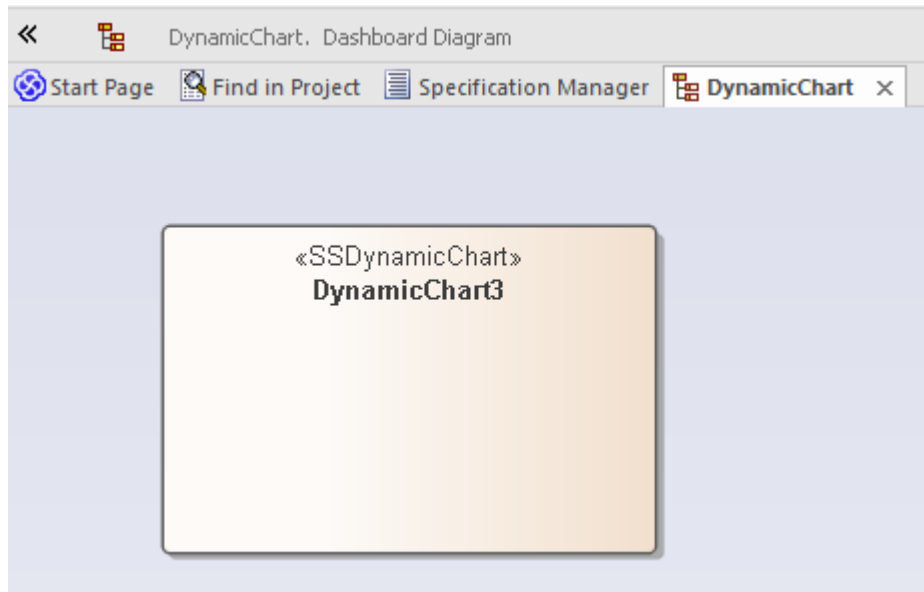 « DynamicChart. Dashboard Diagram
Start Page Find in Project Specification Manager DynamicChart ×
«SSDynamicChart»
DynamicChart3